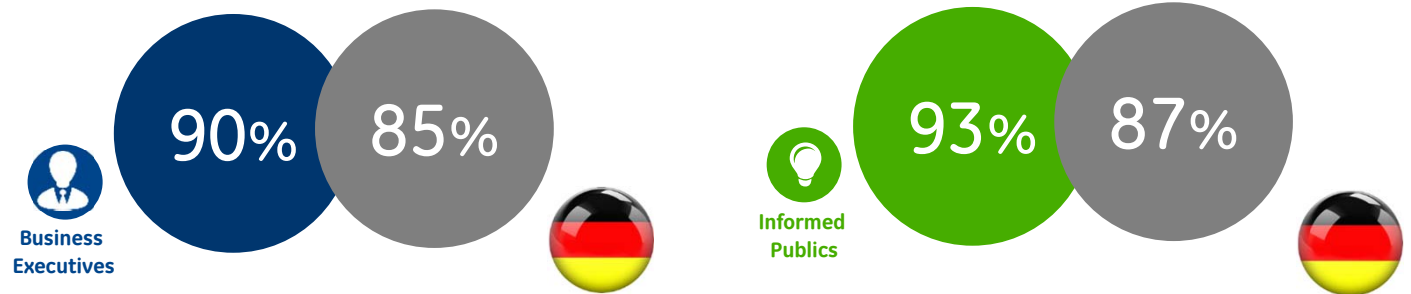 90%
85%
Business
Executives
93%
87%
Informed
Publics